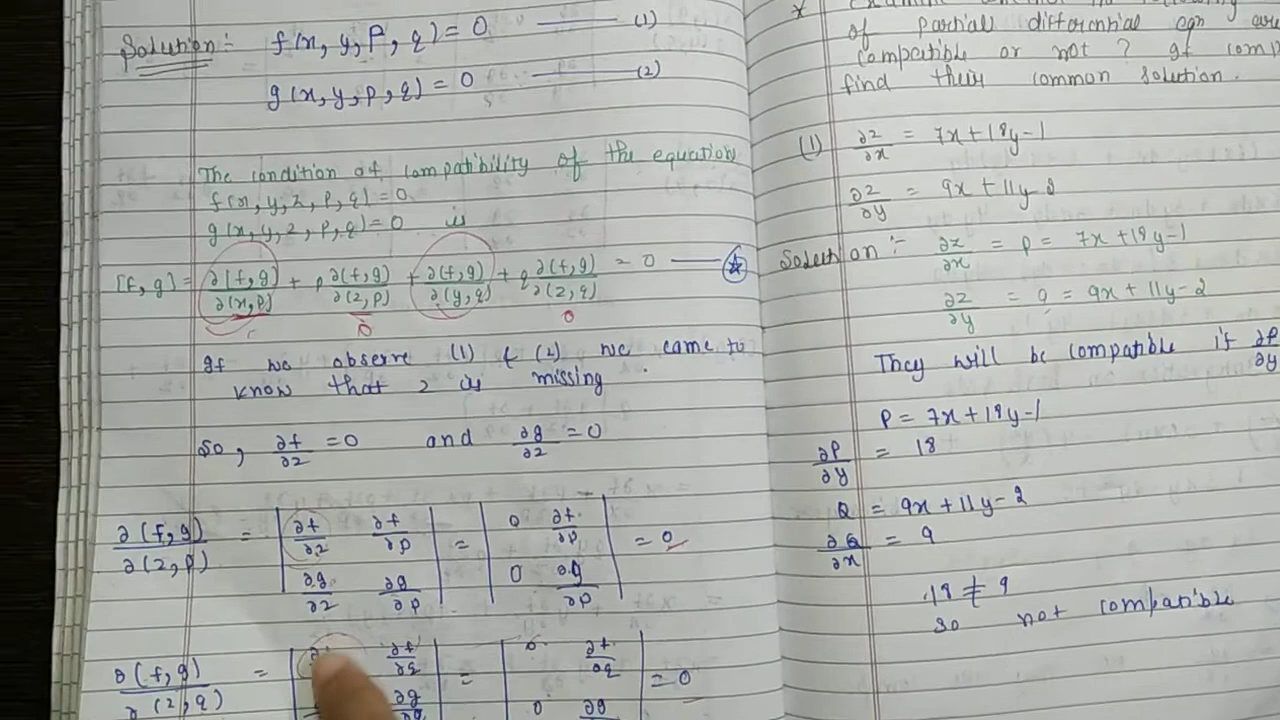 Solution:- f(x, y, P, q) = 0 —— (1)
g(x, y, p, q) = 0 —— (2)
The condition of compatibility of the equation
f(x, y, z, p, q) = 0
g(x, y, z, p, q) = 0 is
[f, g] = ∂(f, g)/∂(x, p) + p ∂(f, g)/∂(z, p) + ∂(f, g)/∂(y, q) + q ∂(f, g)/∂(z, q) = 0 —— ☆
0 0
If we observe (1) & (2) we came to
know that z is missing .
So, ∂f/∂z = 0 and ∂g/∂z = 0
∂(f, g)/∂(z, p) = | ∂f/∂z ∂f/∂p ; ∂g/∂z ∂g/∂p | = | 0 ∂f/∂p ; 0 ∂g/∂p | = 0
∂(f, g)/∂(z, q) = | ∂f/∂q ; ∂g/∂q | = | 0 ∂f/∂q ; 0 ∂g | = 0
of partial differential eqn
compatible or not ? If
find their common solution .
(1) ∂z/∂x = 7x + 18y - 1
∂z/∂y = 9x + 11y - 2
Solution :- ∂z/∂x = p = 7x + 18y - 1
∂z/∂y = q = 9x + 11y - 2
They will be compatible if ∂P/∂y
P = 7x + 18y - 1
∂P/∂y = 18
Q = 9x + 11y - 2
∂Q/∂x = 9
18 ≠ 9
so not compatible